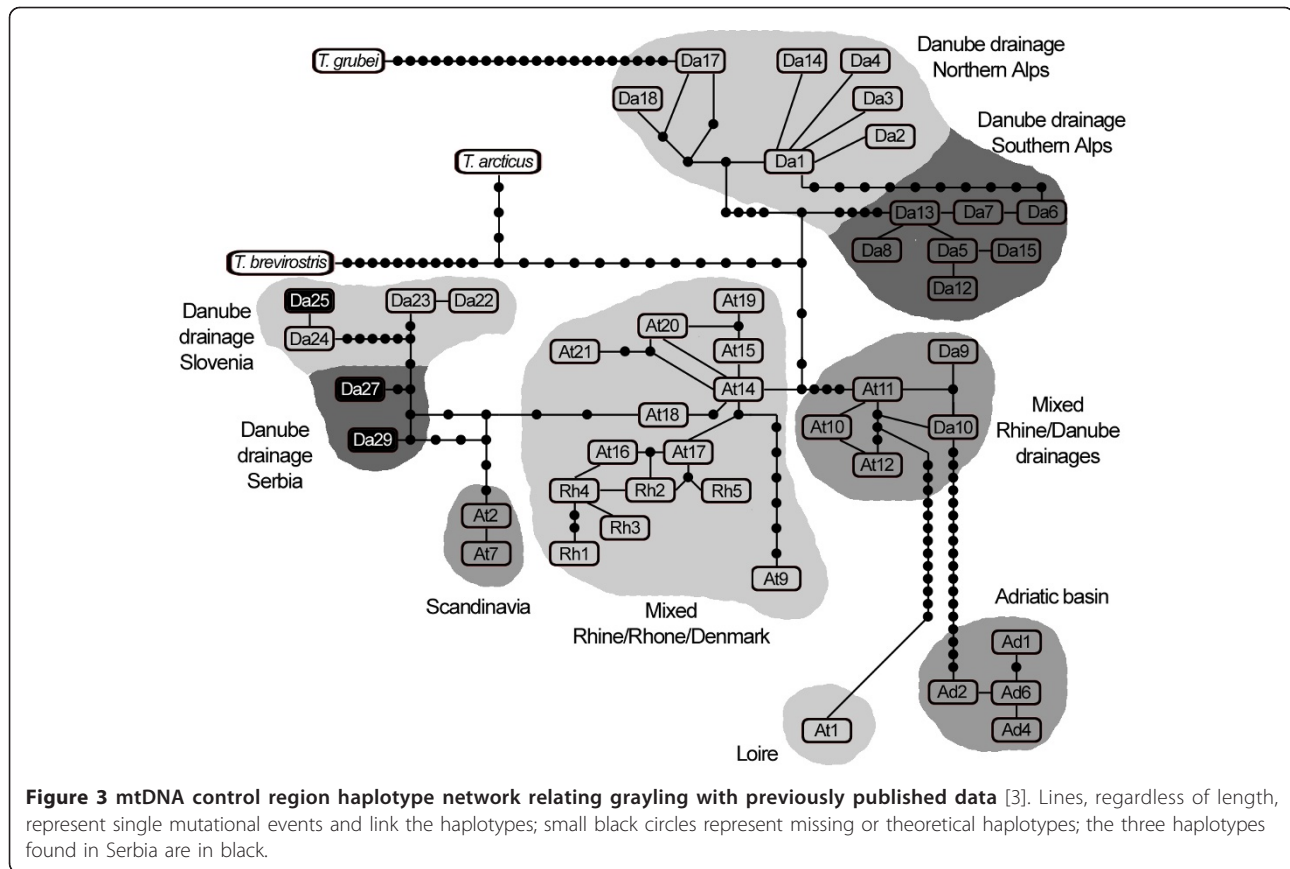 T. grubei
Da17
Da14
Da4
Danube drainage
Northern Alps
Da18
Da3
Da2
Da1
Danube drainage
Southern Alps
T. arcticus
Da13
Da7
Da6
Da8
Da5
Da15
Da12
T. brevirostris
Da25
Da23
Da22
Da24
Danube
drainage
Slovenia
Da27
Da29
Danube
drainage
Serbia
At19
At20
At21
At15
At14
At18
At16
At17
Rh4
Rh2
Rh5
Rh3
Rh1
At9
Mixed
Rhine/Rhone/Denmark
At2
At7
Scandinavia
Da9
At11
At10
Da10
At12
Mixed
Rhine/Danube
drainages
Adriatic basin
Ad1
Ad2
Ad6
Ad4
At1
Loire
Figure 3 mtDNA control region haplotype network relating grayling with previously published data [3]. Lines, regardless of length,
represent single mutational events and link the haplotypes; small black circles represent missing or theoretical haplotypes; the three haplotypes
found in Serbia are in black.